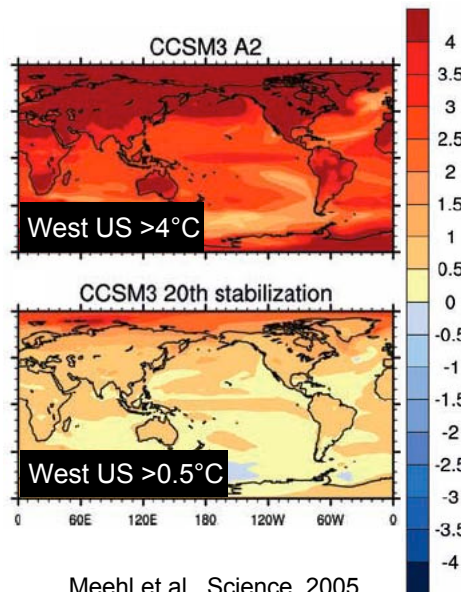 CCSM3 A2
West US >4°C
CCSM3 20th stabilization
West US >0.5°C
0 60E 120E 180 120W 60W 0
4
3.5
3
2.5
2
1.5
1
0.5
0
-0.5
-1
-1.5
-2
-2.5
-3
-3.5
-4
Meehl et al., Science, 2005